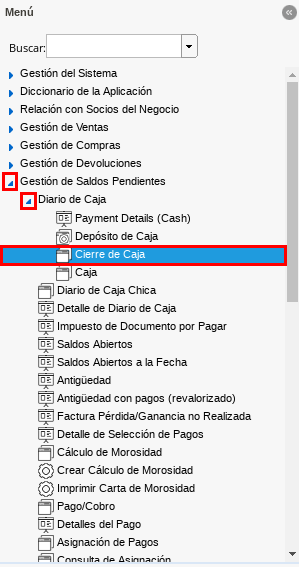 Menú
Buscar:
Gestión del Sistema
Diccionario de la Aplicación
Relación con Socios del Negocio
Gestión de Ventas
Gestión de Compras
Gestión de Devoluciones
Gestión de Saldos Pendientes
Diario de Caja
Payment Details (Cash)
Depósito de Caja
Cierre de Caja
Caja
Diario de Caja Chica
Detalle de Diario de Caja
Impuesto de Documento por Pagar
Saldos Abiertos
Saldos Abiertos a la Fecha
Antigüedad
Antigüedad con pagos (revalorizado)
Factura Pérdida/Ganancia no Realizada
Detalle de Selección de Pagos
Cálculo de Morosidad
Crear Cálculo de Morosidad
Imprimir Carta de Morosidad
Pago/Cobro
Detalles del Pago
Asignación de Pagos
Consulta de Asignación